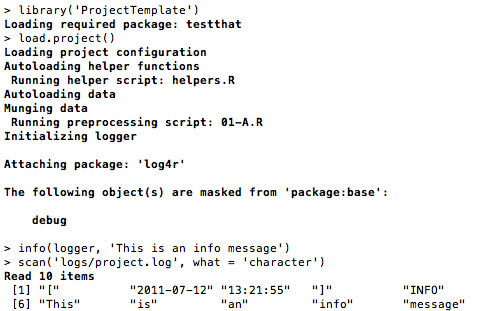 > library('ProjectTemplate')
Loading required package: testthat
> load.project()
Loading project configuration
Autoloading helper functions
 Running helper script: helpers.R
Autoloading data
Munging data
 Running preprocessing script: 01-A.R
Initializing logger

Attaching package: 'log4r'

The following object(s) are masked from 'package:base':

    debug

> info(logger, 'This is an info message')
> scan('logs/project.log', what = 'character')
Read 10 items
 [1] "["          "2011-07-12" "13:21:55"   "]"          "INFO"
 [6] "This"       "is"         "an"         "info"       "message"